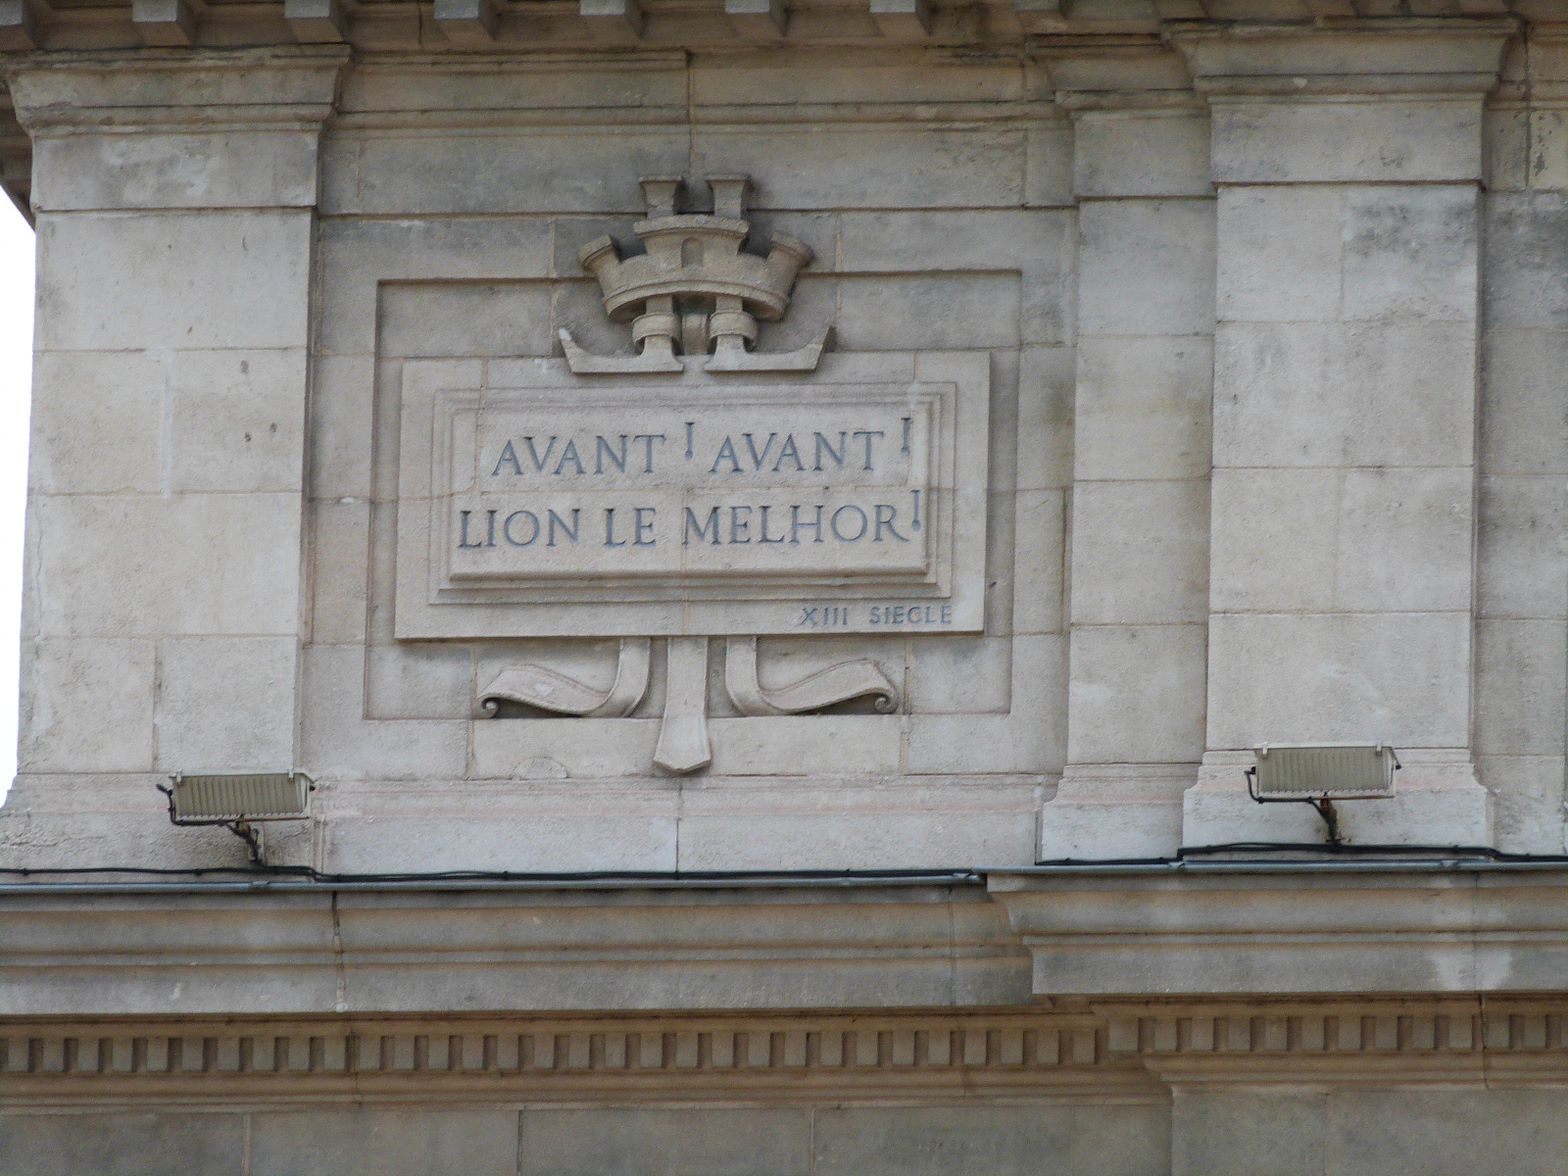 AVANT! AVANT!
LION LE MELHOR!
XIII SIECLE